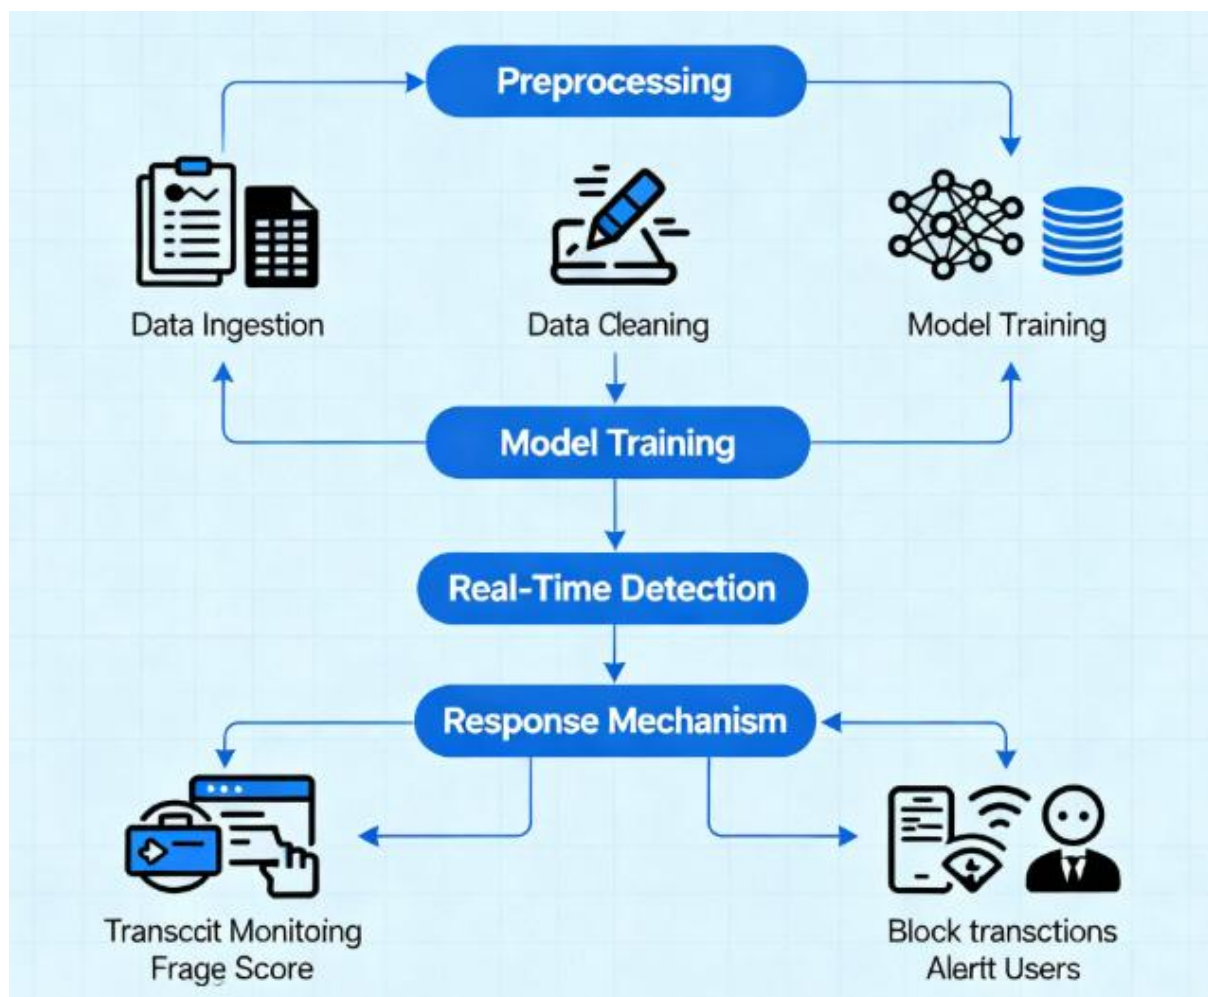 Preprocessing
Data Ingestion
Data Cleaning
Model Training
Model Training
Real-Time Detection
Response Mechanism
Transccit Monitoing
Frage Score
Block transctions
Alertt Users